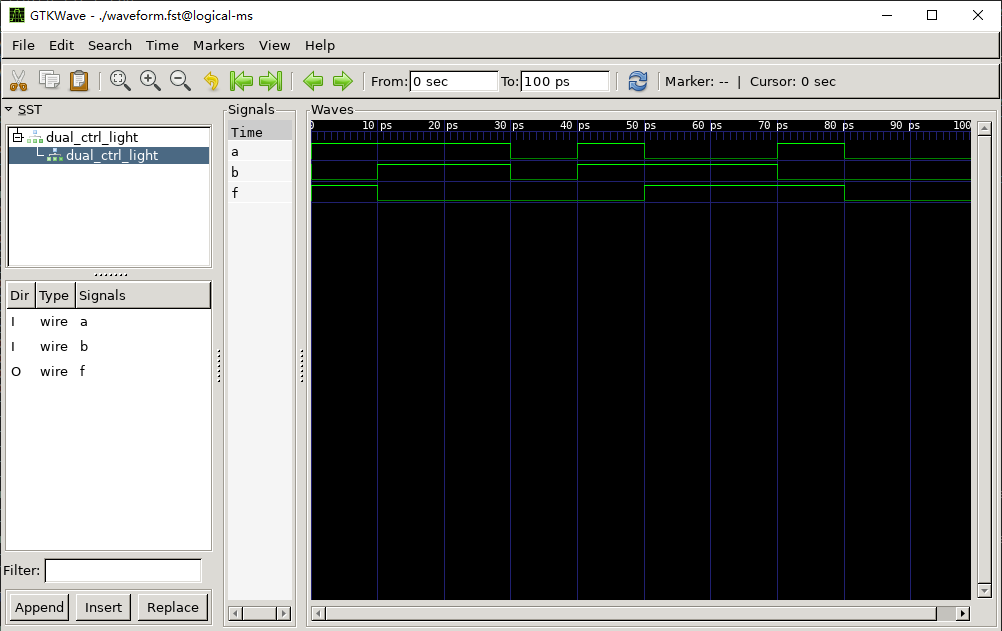 GTKWave - ./waveform.fst@logical-ms
File Edit Search Time Markers View Help
From: 0 sec To: 100 ps Marker: -- | Cursor: 0 sec
SST
dual_ctrl_light
dual_ctrl_light
Dir Type Signals
I wire a
I wire b
O wire f
Filter:
Append Insert Replace
Signals
Time
a
b
f
Waves
0 10 ps 20 ps 30 ps 40 ps 50 ps 60 ps 70 ps 80 ps 90 ps 100